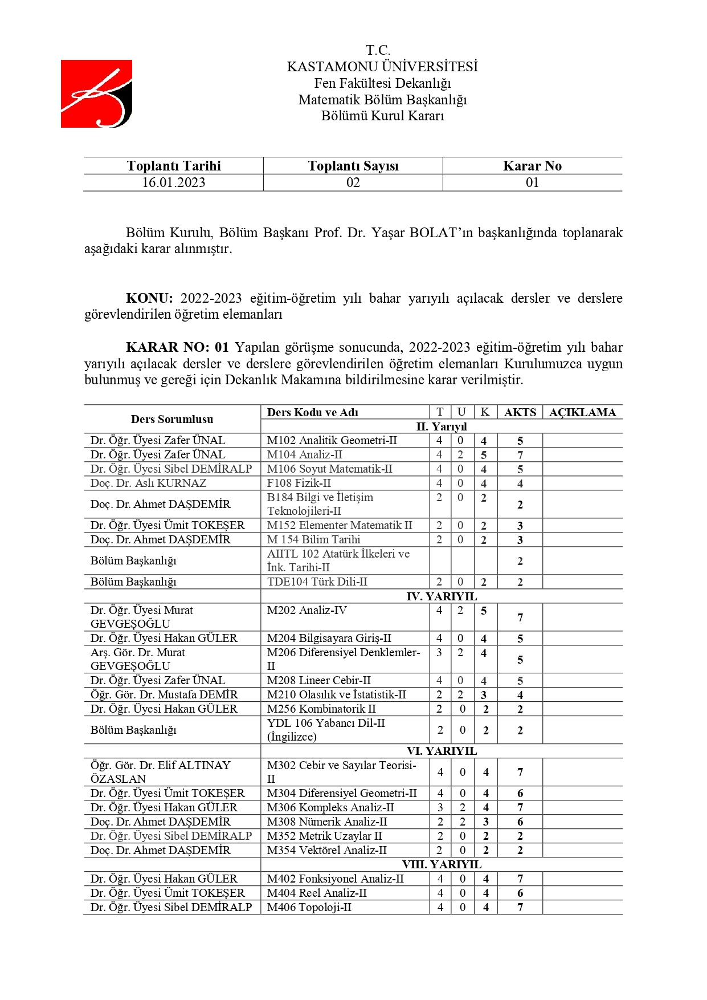 T.C.
KASTAMONU ÜNİVERSİTESİ
Fen Fakültesi Dekanlığı
Matematik Bölüm Başkanlığı
Bölümü Kurul Kararı
Toplantı Tarihi Toplantı Sayısı Karar No
16.01.2023 02 01
Bölüm Kurulu, Bölüm Başkanı Prof. Dr. Yaşar BOLAT’ın başkanlığında toplanarak
aşağıdaki karar alınmıştır.
KONU: 2022-2023 eğitim-öğretim yılı bahar yarıyılı açılacak dersler ve derslere
görevlendirilen öğretim elemanları
KARAR NO: 01 Yapılan görüşme sonucunda, 2022-2023 eğitim-öğretim yılı bahar
yarıyılı açılacak dersler ve derslere görevlendirilen öğretim elemanları Kurulumuzca uygun
bulunmuş ve gereği için Dekanlık Makamına bildirilmesine karar verilmiştir.
Ders Sorumlusu Ders Kodu ve Adı T U K AKTS AÇIKLAMA
II. Yarıyıl
Dr. Öğr. Üyesi Zafer ÜNAL M102 Analitik Geometri-II 4 0 4 5
Dr. Öğr. Üyesi Zafer ÜNAL M104 Analiz-II 4 2 5 7
Dr. Öğr. Üyesi Sibel DEMİRALP M106 Soyut Matematik-II 4 0 4 5
Doç. Dr. Aslı KURNAZ F108 Fizik-II 4 0 4 4
Doç. Dr. Ahmet DAŞDEMİR B184 Bilgi ve İletişim 2 0 2 2
Teknolojileri-II
Dr. Öğr. Üyesi Ümit TOKEŞER M152 Elementer Matematik II 2 0 2 3
Doç. Dr. Ahmet DAŞDEMİR M 154 Bilim Tarihi 2 0 2 3
Bölüm Başkanlığı AIITL 102 Atatürk İlkeleri ve 2
İnk. Tarihi-II
Bölüm Başkanlığı TDE104 Türk Dili-II 2 0 2 2
IV. YARIYIL
Dr. Öğr. Üyesi Murat M202 Analiz-IV 4 2 5 7
GEVGEŞOĞLU
Dr. Öğr. Üyesi Hakan GÜLER M204 Bilgisayara Giriş-II 4 0 4 5
Arş. Gör. Dr. Murat M206 Diferensiyel Denklemler- 3 2 4 5
GEVGEŞOĞLU II
Dr. Öğr. Üyesi Zafer ÜNAL M208 Lineer Cebir-II 4 0 4 5
Öğr. Gör. Dr. Mustafa DEMİR M210 Olasılık ve İstatistik-II 2 2 3 4
Dr. Öğr. Üyesi Hakan GÜLER M256 Kombinatorik II 2 0 2 2
Bölüm Başkanlığı YDL 106 Yabancı Dil-II 2 0 2 2
(İngilizce)
VI. YARIYIL
Öğr. Gör. Dr. Elif ALTINAY M302 Cebir ve Sayılar Teorisi- 4 0 4 7
ÖZASLAN II
Dr. Öğr. Üyesi Ümit TOKEŞER M304 Diferensiyel Geometri-II 4 0 4 6
Dr. Öğr. Üyesi Hakan GÜLER M306 Kompleks Analiz-II 3 2 4 7
Doç. Dr. Ahmet DAŞDEMİR M308 Nümerik Analiz-II 2 2 3 6
Dr. Öğr. Üyesi Sibel DEMİRALP M352 Metrik Uzaylar II 2 0 2 2
Doç. Dr. Ahmet DAŞDEMİR M354 Vektörel Analiz-II 2 0 2 2
VIII. YARIYIL
Dr. Öğr. Üyesi Hakan GÜLER M402 Fonksiyonel Analiz-II 4 0 4 7
Dr. Öğr. Üyesi Ümit TOKEŞER M404 Reel Analiz-II 4 0 4 6
Dr. Öğr. Üyesi Sibel DEMİRALP M406 Topoloji-II 4 0 4 7